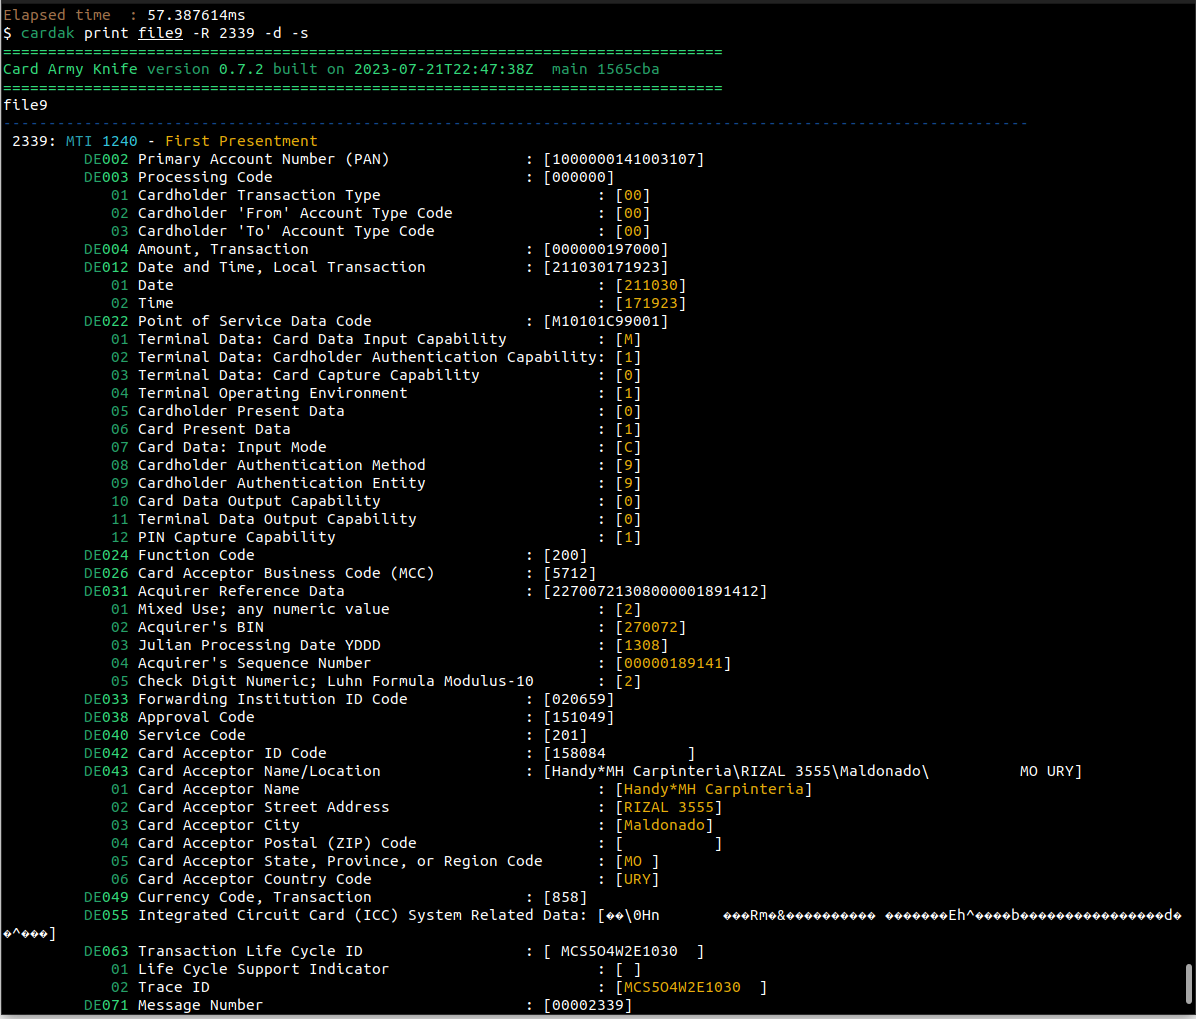 Elapsed time  : 57.387614ms
$ cardak print file9 -R 2339 -d -s
================================================================================
Card Army Knife version 0.7.2 built on 2023-07-21T22:47:38Z  main 1565cba
================================================================================
file9
------------------------------------------------------------------------------------------------------------------
 2339: MTI 1240 - First Presentment
         DE002 Primary Account Number (PAN)               : [1000000141003107]
         DE003 Processing Code                            : [000000]
            01 Cardholder Transaction Type                        : [00]
            02 Cardholder 'From' Account Type Code                : [00]
            03 Cardholder 'To' Account Type Code                  : [00]
         DE004 Amount, Transaction                        : [000000197000]
         DE012 Date and Time, Local Transaction           : [211030171923]
            01 Date                                               : [211030]
            02 Time                                               : [171923]
         DE022 Point of Service Data Code                 : [M10101C99001]
            01 Terminal Data: Card Data Input Capability          : [M]
            02 Terminal Data: Cardholder Authentication Capability: [1]
            03 Terminal Data: Card Capture Capability             : [0]
            04 Terminal Operating Environment                     : [1]
            05 Cardholder Present Data                            : [0]
            06 Card Present Data                                  : [1]
            07 Card Data: Input Mode                              : [C]
            08 Cardholder Authentication Method                   : [9]
            09 Cardholder Authentication Entity                   : [9]
            10 Card Data Output Capability                        : [0]
            11 Terminal Data Output Capability                    : [0]
            12 PIN Capture Capability                             : [1]
         DE024 Function Code                              : [200]
         DE026 Card Acceptor Business Code (MCC)          : [5712]
         DE031 Acquirer Reference Data                    : [22700721308000001891412]
            01 Mixed Use; any numeric value                       : [2]
            02 Acquirer's BIN                                     : [270072]
            03 Julian Processing Date YDDD                        : [1308]
            04 Acquirer's Sequence Number                         : [00000189141]
            05 Check Digit Numeric; Luhn Formula Modulus-10       : [2]
         DE033 Forwarding Institution ID Code             : [020659]
         DE038 Approval Code                              : [151049]
         DE040 Service Code                               : [201]
         DE042 Card Acceptor ID Code                      : [158084         ]
         DE043 Card Acceptor Name/Location                : [Handy*MH Carpinteria\RIZAL 3555\Maldonado\          MO URY]
            01 Card Acceptor Name                                 : [Handy*MH Carpinteria]
            02 Card Acceptor Street Address                       : [RIZAL 3555]
            03 Card Acceptor City                                 : [Maldonado]
            04 Card Acceptor Postal (ZIP) Code                    : [          ]
            05 Card Acceptor State, Province, or Region Code      : [MO ]
            06 Card Acceptor Country Code                         : [URY]
         DE049 Currency Code, Transaction                 : [858]
         DE055 Integrated Circuit Card (ICC) System Related Data: [��\0Hn       ���Rო�&���������� �������Eh^����b����������������d�
�^���]
         DE063 Transaction Life Cycle ID                  : [ MCS5O4W2E1030  ]
            01 Life Cycle Support Indicator                       : [ ]
            02 Trace ID                                           : [MCS5O4W2E1030  ]
         DE071 Message Number                             : [00002339]